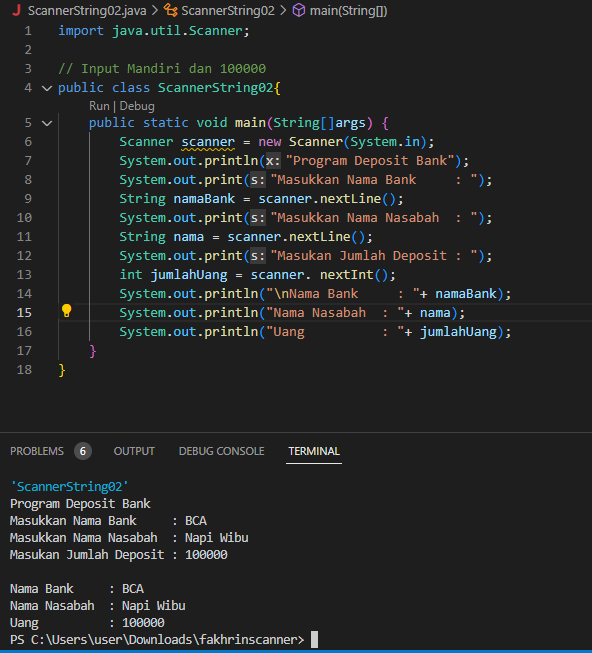 ScannerString02.java > ScannerString02 > main(String[])
1 import java.util.Scanner;
2
3 // Input Mandiri dan 100000
4 public class ScannerString02{
Run | Debug
5 public static void main(String[]args) {
6 Scanner scanner = new Scanner(System.in);
7 System.out.println(x:"Program Deposit Bank");
8 System.out.print(s:"Masukkan Nama Bank     : ");
9 String namaBank = scanner.nextLine();
10 System.out.print(s:"Masukkan Nama Nasabah  : ");
11 String nama = scanner.nextLine();
12 System.out.print(s:"Masukan Jumlah Deposit : ");
13 int jumlahUang = scanner. nextInt();
14 System.out.println("\nNama Bank     : "+ namaBank);
15 System.out.println("Nama Nasabah  : "+ nama);
16 System.out.println("Uang          : "+ jumlahUang);
17 }
18 }
PROBLEMS 6 OUTPUT DEBUG CONSOLE TERMINAL
'ScannerString02'
Program Deposit Bank
Masukkan Nama Bank     : BCA
Masukkan Nama Nasabah  : Napi Wibu
Masukan Jumlah Deposit : 100000
Nama Bank     : BCA
Nama Nasabah  : Napi Wibu
Uang          : 100000
PS C:\Users\user\Downloads\fakhrinscanner>